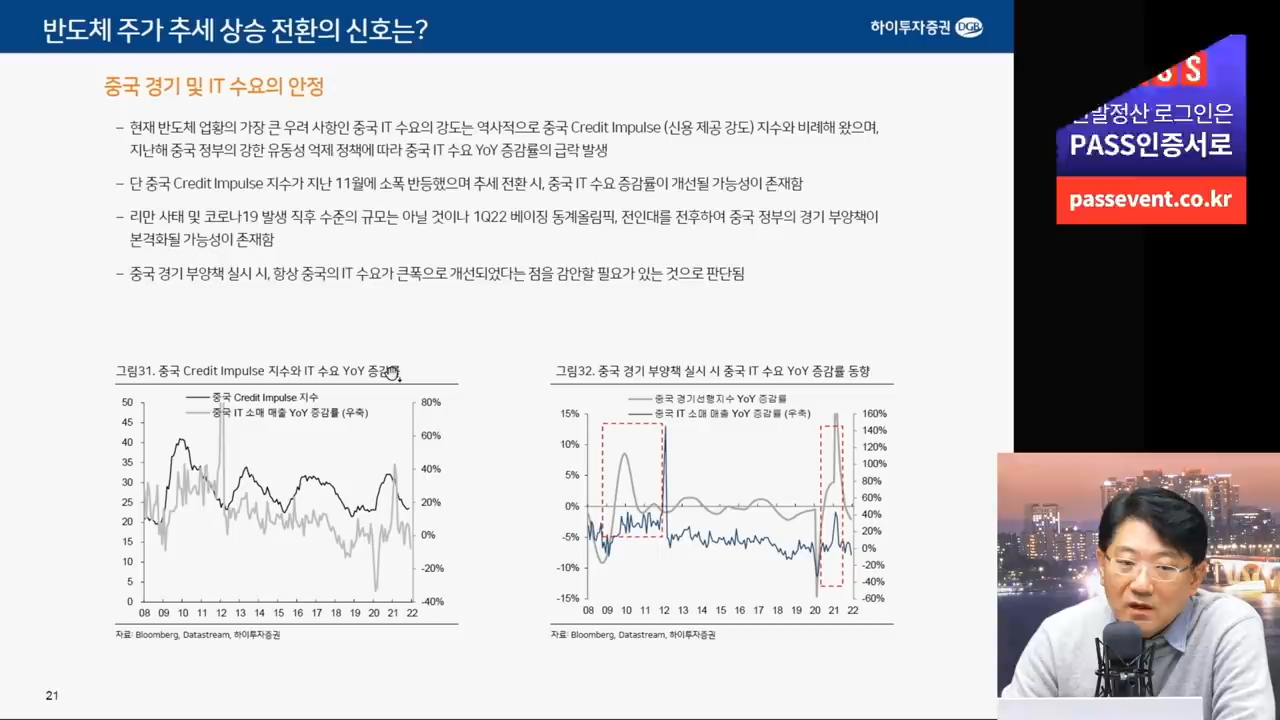 반도체 주가 추세 상승 전환의 신호는?
하이투자증권 DGB
중국 경기 및 IT 수요의 안정
– 현재 반도체 업황의 가장 큰 우려 사항인 중국 IT 수요의 강도는 역사적으로 중국 Credit Impulse (신용 제공 강도) 지수와 비례해 왔으며,
지난해 중국 정부의 강한 유동성 억제 정책에 따라 중국 IT 수요 YoY 증감률의 급락 발생
– 단 중국 Credit Impulse 지수가 지난 11월에 소폭 반등했으며 추세 전환 시, 중국 IT 수요 증감률이 개선될 가능성이 존재함
– 리만 사태 및 코로나19 발생 직후 수준의 규모는 아닐 것이나 1Q22 베이징 동계올림픽, 전인대를 전후하여 중국 정부의 경기 부양책이
본격화될 가능성이 존재함
– 중국 경기 부양책 실시 시, 항상 중국의 IT 수요가 큰폭으로 개선되었다는 점을 감안할 필요가 있는 것으로 판단됨
그림31. 중국 Credit Impulse 지수와 IT 수요 YoY
중국 Credit Impulse 지수
중국 IT 소매 매출 YoY 증감률 (우축)
50 80%
45
40 60%
35
30 40%
25
20 20%
15 0%
10
5 -20%
0 -40%
08 09 10 11 12 13 14 15 16 17 18 19 20 21 22
자료: Bloomberg, Datastream, 하이투자증권
그림32. 중국 경기 부양책 실시 시 중국 IT 수요 YoY 증감률 동향
중국 경기선행지수 YoY 증감률
중국 IT 소매 매출 YoY 증감률 (우축)
15% 160%
140%
10% 120%
100%
5% 80%
60%
0% 40%
20%
-5% 0%
-20%
-10% -40%
-15% -60%
08 09 10 11 12 13 14 15 16 17 18 19 20 21 22
자료: Bloomberg, Datastream, 하이투자증권
21
S
말정산 로그인은
PASS인증서로
passevent.co.kr